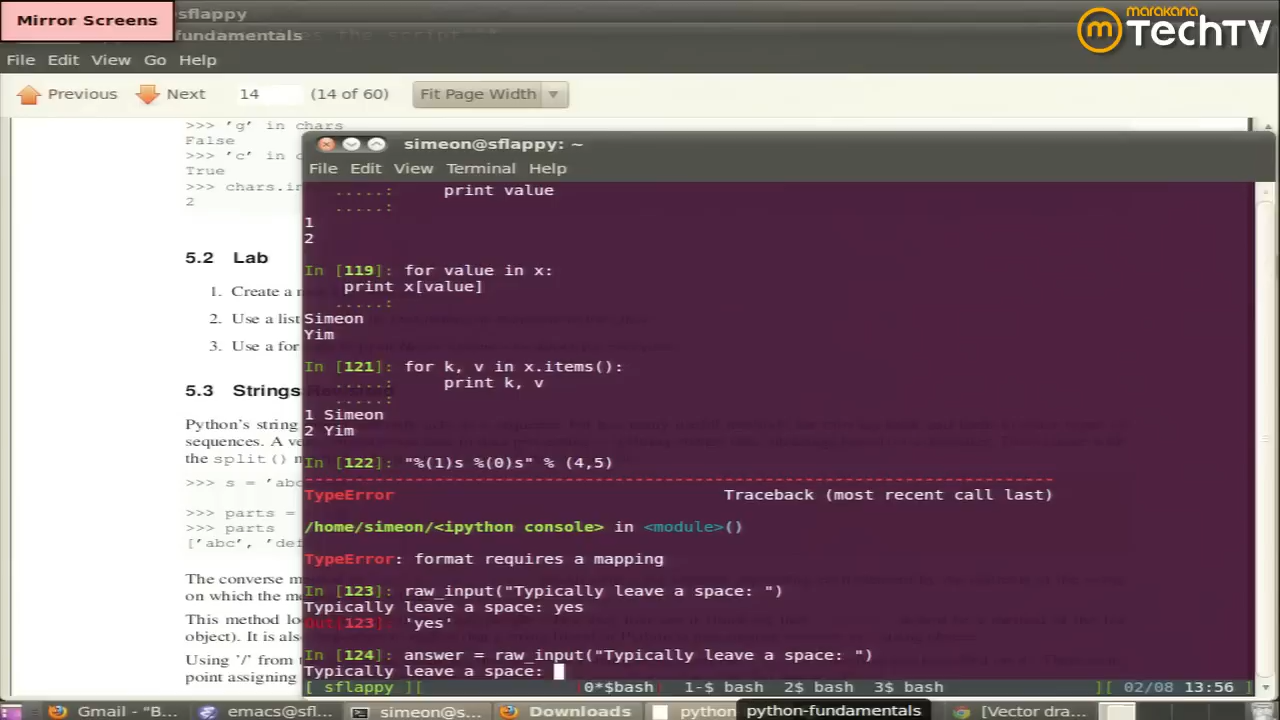 Mirror Screens
sflappy
marakana
TechTV
fundamentals
File Edit View Go Help
Previous Next 14 (14 of 60) Fit Page Width
>>> 'g' in chars
False
>>> 'c' in c
True
>>> chars.in
2
5.2 Lab
1. Create a n
2. Use a list
3. Use a for
5.3 Strings
Python's string
sequences. A ve
the split() m
>>> s = 'abc
>>> parts =
>>> parts
['abc', 'def
The converse me
on which the me
This method loo
object). It is also
Using '/' from t
point assigning
simeon@sflappy: ~
File Edit View Terminal Help
.....: print value
.....:
1
2
In [119]: for value in x:
print x[value]
.....:
Simeon
Yim
In [121]: for k, v in x.items():
.....: print k, v
.....:
1 Simeon
2 Yim
In [122]: "%(1)s %(0)s" % (4,5)
---------------------------------------------------------------------------
TypeError Traceback (most recent call last)
/home/simeon/<ipython console> in <module>()
TypeError: format requires a mapping
In [123]: raw_input("Typically leave a space: ")
Typically leave a space: yes
Out[123]: 'yes'
In [124]: answer = raw_input("Typically leave a space: ")
Typically leave a space:
[ sflappy ][ 0*$bash 1-$ bash 2$ bash 3$ bash ][ 02/08 13:56 ]
Gmail - "B... emacs@sfl... simeon@s... Downloads python python-fundamentals [Vector dra...